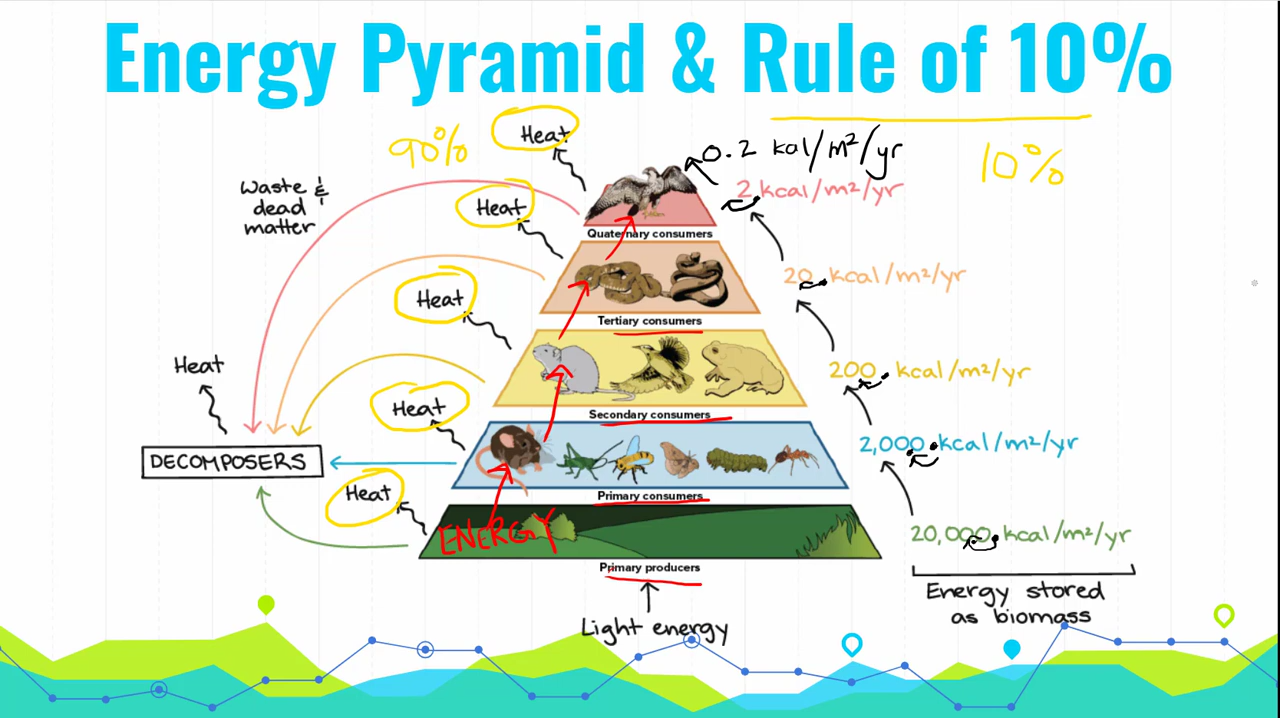 Energy Pyramid & Rule of 10%
90%
Heat
0.2 kal/m²/yr
10%
Waste &
dead
matter
2 kcal/m²/yr
Heat
Quaternary consumers
20 kcal/m²/yr
Heat
Tertiary consumers
Heat
200 kcal/m²/yr
Heat
Secondary consumers
2,000 kcal/m²/yr
DECOMPOSERS
Heat
Primary consumers
ENERGY
20,000 kcal/m²/yr
Primary producers
Energy stored
as biomass
Light energy